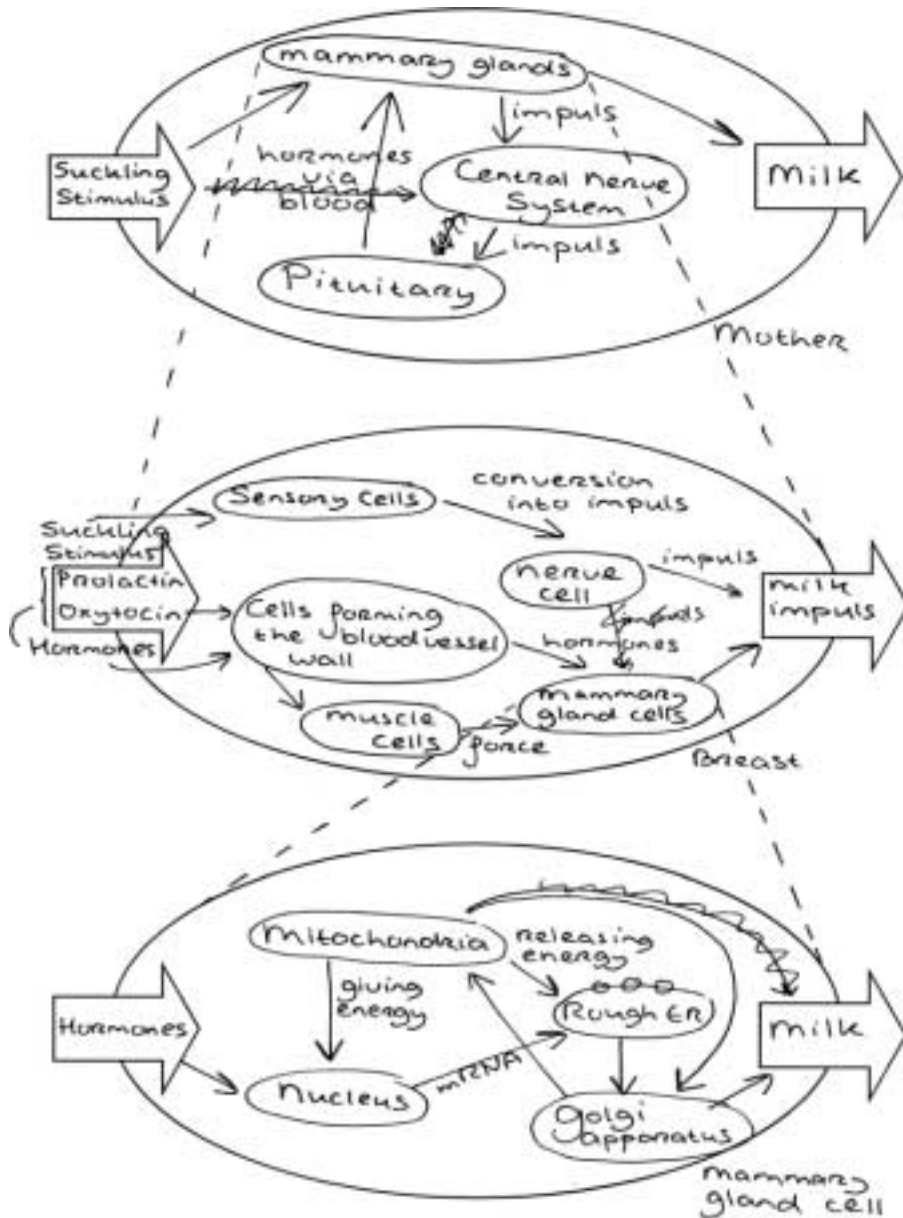 mammary glands
impuls
Suckling
Stimulus
hormones
via
blood
Central nerve
System
Milk
impuls
Pituitary
Mother
Sensory Cells
conversion
into impuls
Suckling
Stimulus
Prolactin
Oxytocin
Hormones
nerve
cell
impuls
milk
impuls
Cells forming
the bloodvessel
wall
hormones
mammary
gland cells
muscle
cells
force
Breast
Mitochondria
Releasing
energy
giving
energy
Hormones
Rough ER
Milk
Nucleus
mRNA
golgi
apparatus
mammary
gland cell